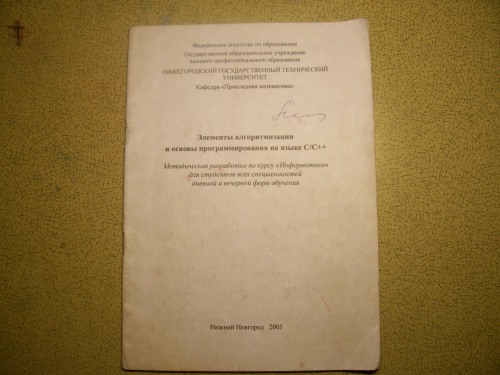 Федеральное агентство по образованию
Государственное образовательное учреждение
высшего профессионального образования
НИЖЕГОРОДСКИЙ ГОСУДАРСТВЕННЫЙ ТЕХНИЧЕСКИЙ
УНИВЕРСИТЕТ
Кафедра «Прикладная математика»
Элементы алгоритмизации
и основы программирования на языке С/С++
Методическая разработка по курсу «Информатика»
для студентов всех специальностей
дневной и вечерней форм обучения
Нижний Новгород 2005